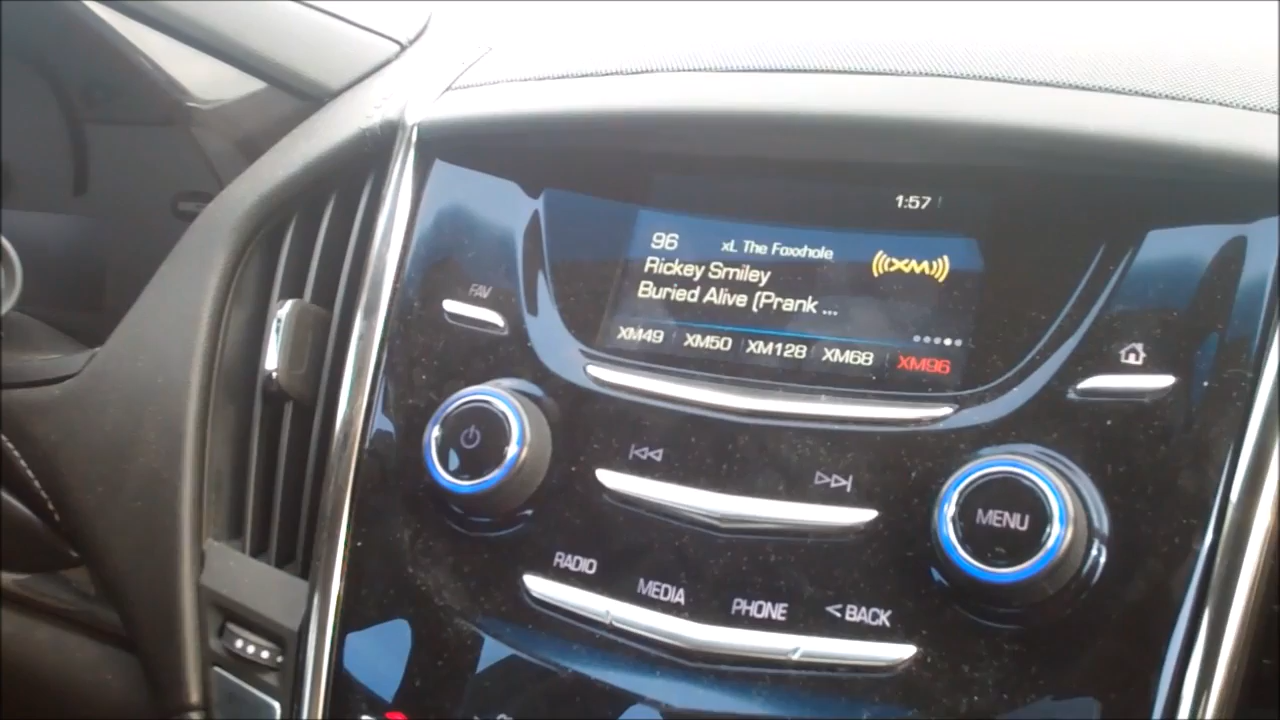 1:57
96 xL The Foxxhole
((XM))
Rickey Smiley
Buried Alive (Prank ...
XM49 XM50 XM128 XM68 XM96
FAV
MENU
RADIO MEDIA PHONE < BACK